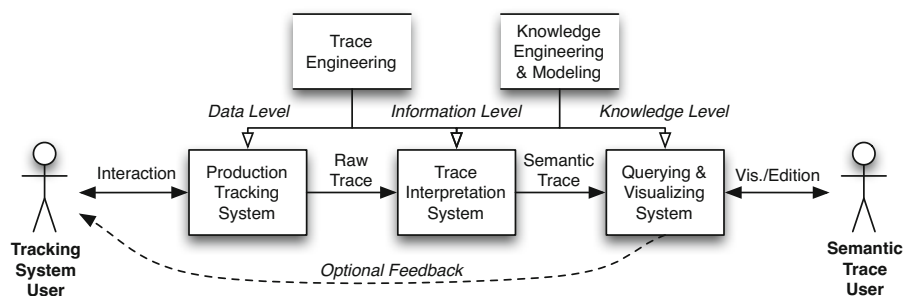 Trace
Engineering
Knowledge
Engineering
& Modeling
Data Level
Information Level
Knowledge Level
Interaction
Production
Tracking
System
Raw
Trace
Trace
Interpretation
System
Semantic
Trace
Querying &
Visualizing
System
Vis./Edition
Tracking
System
User
Optional Feedback
Semantic
Trace
User